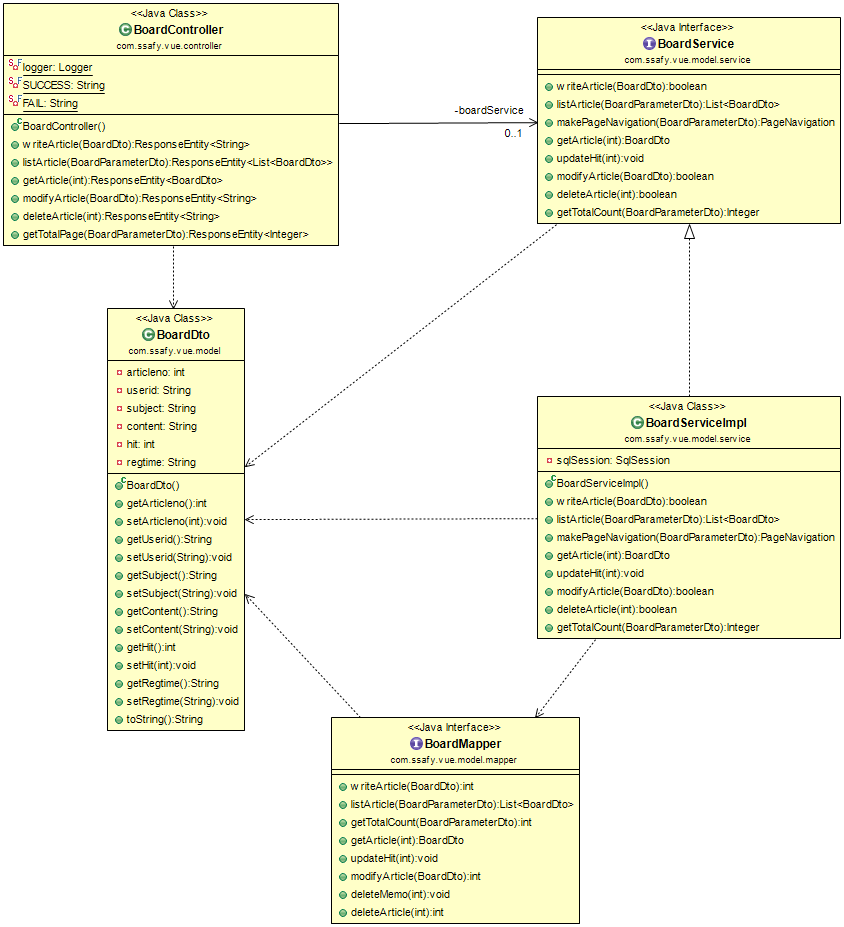 <<Java Class>>
BoardController
com.ssafy.vue.controller
logger: Logger
SUCCESS: String
FAIL: String
BoardController()
writeArticle(BoardDto):ResponseEntity<String>
listArticle(BoardParameterDto):ResponseEntity<List<BoardDto>>
getArticle(int):ResponseEntity<BoardDto>
modifyArticle(BoardDto):ResponseEntity<String>
deleteArticle(int):ResponseEntity<String>
getTotalPage(BoardParameterDto):ResponseEntity<Integer>
-boardService
0..1
<<Java Interface>>
BoardService
com.ssafy.vue.model.service
writeArticle(BoardDto):boolean
listArticle(BoardParameterDto):List<BoardDto>
makePageNavigation(BoardParameterDto):PageNavigation
getArticle(int):BoardDto
updateHit(int):void
modifyArticle(BoardDto):boolean
deleteArticle(int):boolean
getTotalCount(BoardParameterDto):Integer
<<Java Class>>
BoardDto
com.ssafy.vue.model
articleno: int
userid: String
subject: String
content: String
hit: int
regtime: String
BoardDto()
getArticleno():int
setArticleno(int):void
getUserid():String
setUserid(String):void
getSubject():String
setSubject(String):void
getContent():String
setContent(String):void
getHit():int
setHit(int):void
getRegtime():String
setRegtime(String):void
toString():String
<<Java Class>>
BoardServiceImpl
com.ssafy.vue.model.service
sqlSession: SqlSession
BoardServiceImpl()
writeArticle(BoardDto):boolean
listArticle(BoardParameterDto):List<BoardDto>
makePageNavigation(BoardParameterDto):PageNavigation
getArticle(int):BoardDto
updateHit(int):void
modifyArticle(BoardDto):boolean
deleteArticle(int):boolean
getTotalCount(BoardParameterDto):Integer
<<Java Interface>>
BoardMapper
com.ssafy.vue.model.mapper
writeArticle(BoardDto):int
listArticle(BoardParameterDto):List<BoardDto>
getTotalCount(BoardParameterDto):int
getArticle(int):BoardDto
updateHit(int):void
modifyArticle(BoardDto):int
deleteMemo(int):void
deleteArticle(int):int